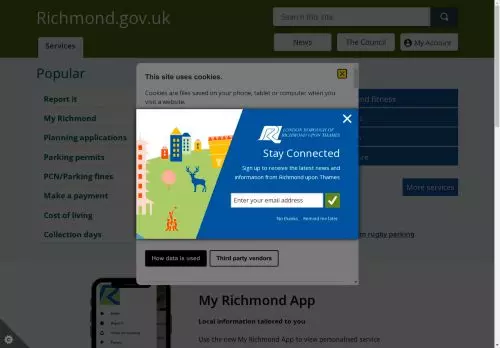 Richmond.gov.uk
Search this site
Services
News
The Council
My Account
Popular
Report it
My Richmond
Planning applications
Parking permits
PCN/Parking fines
Make a payment
Cost of living
Collection days
nd fitness
More services
m rugby parking
This site uses cookies.
Cookies are files saved on your phone, tablet or computer when you visit a website.
LONDON BOROUGH OF
RICHMOND UPON THAMES
Stay Connected
Sign up to receive the latest news and
information from Richmond upon Thames
Enter your email address
No thanks
Remind me later
How data is used
Third party vendors
My Richmond App
Local information tailored to you
Use the new My Richmond App to view personalised service